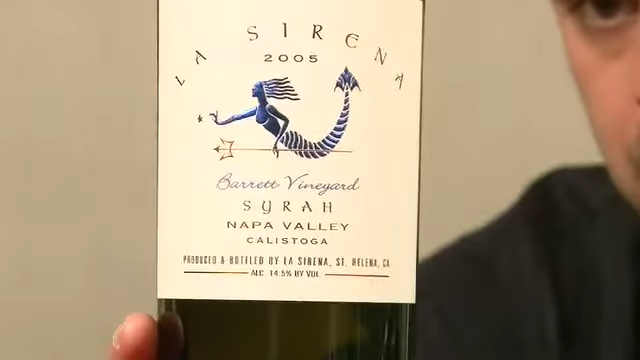 LA SIRENA
2005
Barrett Vineyard
SYRAH
NAPA VALLEY
CALISTOGA
PRODUCED & BOTTLED BY LA SIRENA, ST. HELENA, CA
ALC 14.5% BY VOL